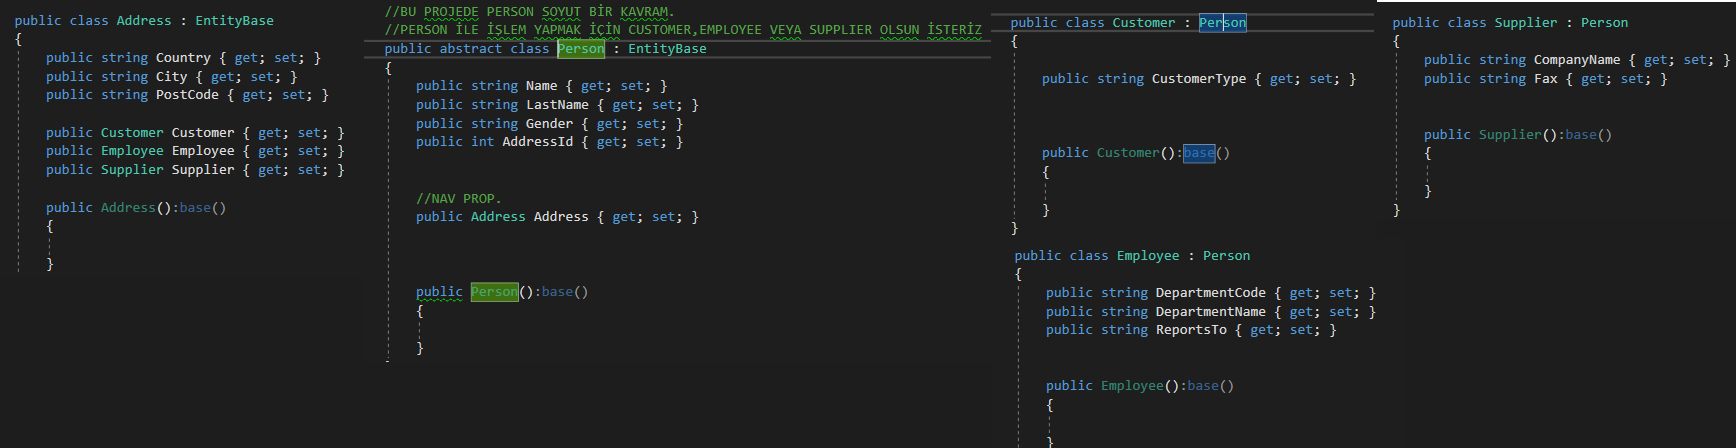 public class Address : EntityBase
{
public string Country { get; set; }
public string City { get; set; }
public string PostCode { get; set; }
public Customer Customer { get; set; }
public Employee Employee { get; set; }
public Supplier Supplier { get; set; }
public Address():base()
{
}
//BU PROJEDE PERSON SOYUT BİR KAVRAM.
//PERSON İLE İŞLEM YAPMAK İÇİN CUSTOMER,EMPLOYEE VEYA SUPPLIER OLSUN İSTERİZ
public abstract class Person : EntityBase
{
public string Name { get; set; }
public string LastName { get; set; }
public string Gender { get; set; }
public int AddressId { get; set; }
//NAV PROP.
public Address Address { get; set; }
public Person():base()
{
}
public class Customer : Person
{
public string CustomerType { get; set; }
public Customer():base()
{
}
}
public class Employee : Person
{
public string DepartmentCode { get; set; }
public string DepartmentName { get; set; }
public string ReportsTo { get; set; }
public Employee():base()
{
}
public class Supplier : Person
{
public string CompanyName { get; set; }
public string Fax { get; set; }
public Supplier():base()
{
}
}